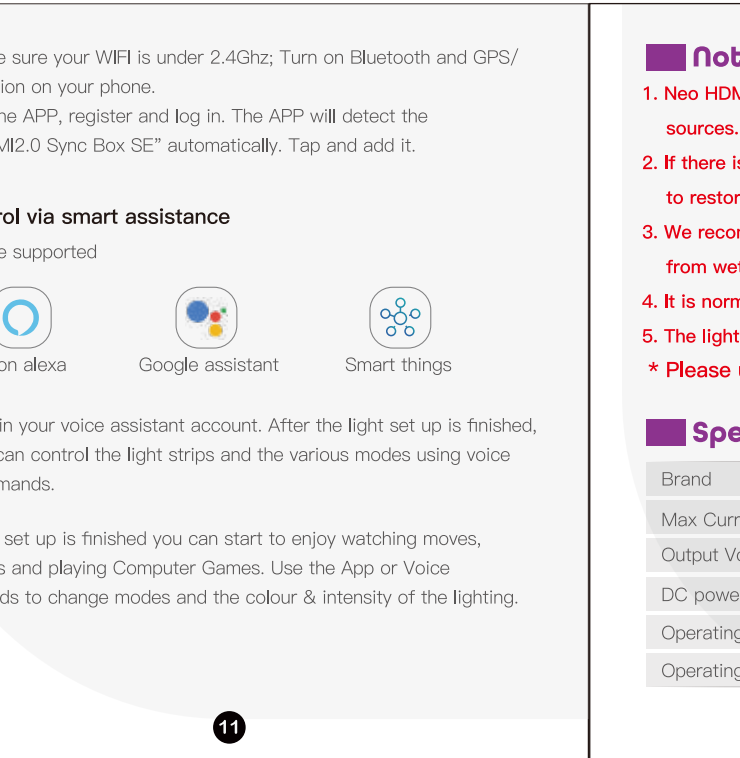 e sure your WIFI is under 2.4Ghz; Turn on Bluetooth and GPS/
ion on your phone.
ne APP, register and log in. The APP will detect the
MI2.0 Sync Box SE” automatically. Tap and add it.
rol via smart assistance
e supported
on alexa
Google assistant
Smart things
in your voice assistant account. After the light set up is finished,
can control the light strips and the various modes using voice
mands.
set up is finished you can start to enjoy watching moves,
s and playing Computer Games. Use the App or Voice
ds to change modes and the colour & intensity of the lighting.
11
Not
1. Neo HDM
sources.
2. If there is
to restor
3. We recor
from wet
4. It is norm
5. The light
* Please u
Spe
Brand
Max Curr
Output Vo
DC powe
Operating
Operating